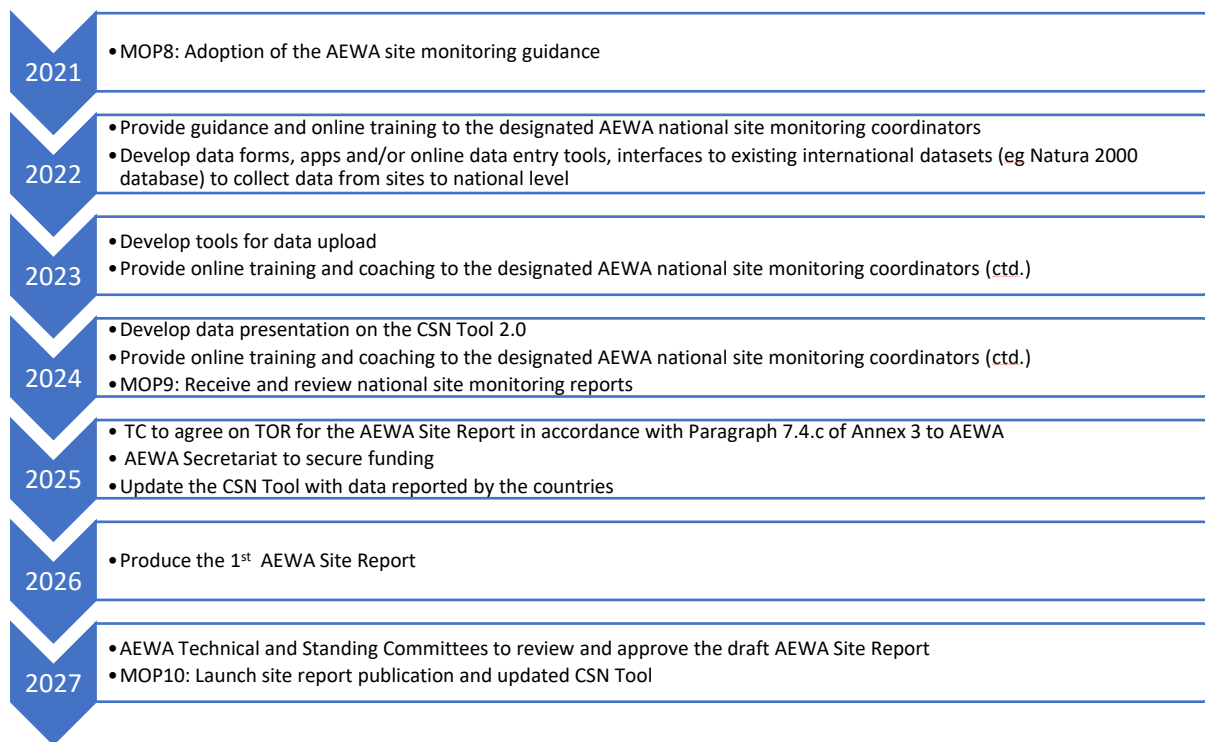 2021
•MOP8: Adoption of the AEWA site monitoring guidance
2022
•Provide guidance and online training to the designated AEWA national site monitoring coordinators
•Develop data forms, apps and/or online data entry tools, interfaces to existing international datasets (eg Natura 2000
database) to collect data from sites to national level
2023
•Develop tools for data upload
•Provide online training and coaching to the designated AEWA national site monitoring coordinators (ctd.)
2024
•Develop data presentation on the CSN Tool 2.0
•Provide online training and coaching to the designated AEWA national site monitoring coordinators (ctd.)
•MOP9: Receive and review national site monitoring reports
2025
• TC to agree on TOR for the AEWA Site Report in accordance with Paragraph 7.4.c of Annex 3 to AEWA
• AEWA Secretariat to secure funding
•Update the CSN Tool with data reported by the countries
2026
•Produce the 1st AEWA Site Report
2027
•AEWA Technical and Standing Committees to review and approve the draft AEWA Site Report
•MOP10: Launch site report publication and updated CSN Tool